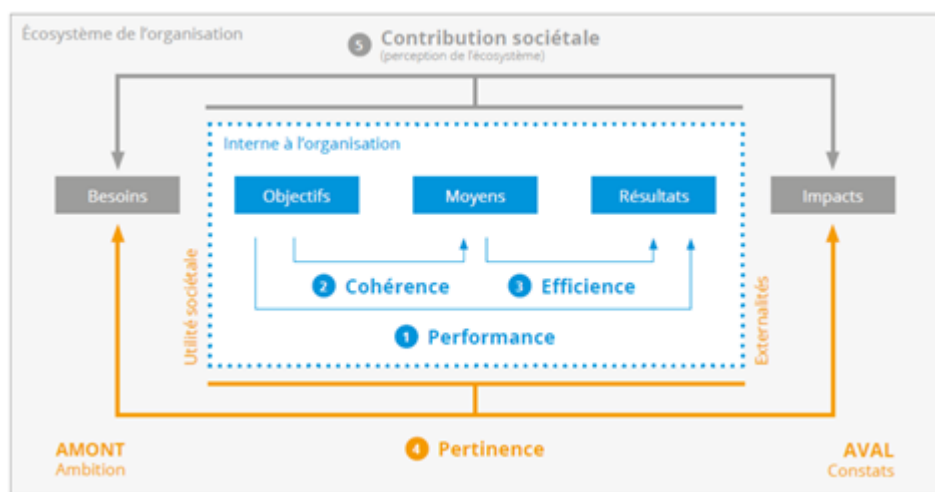 Écosystème de l'organisation
5 Contribution sociétale
(perception de l'écosystème)
Interne à l'organisation
Besoins
Objectifs
Moyens
Résultats
Impacts
2 Cohérence
3 Efficience
1 Performance
Utilité sociétale
Externalités
4 Pertinence
AMONT
Ambition
AVAL
Constats